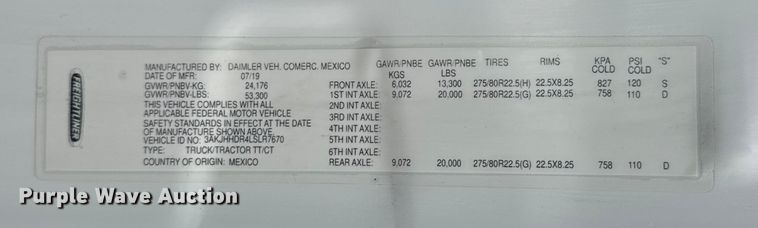 FREIGHTLINER
MANUFACTURED BY: DAIMLER VEH. COMERC. MEXICO
DATE OF MFR: 07/19
GVWR/PNBV-KG: 24,176
GVWR/PNBV-LBS: 53,300
THIS VEHICLE COMPLIES WITH ALL
APPLICABLE FEDERAL MOTOR VEHICLE
SAFETY STANDARDS IN EFFECT AT THE
DATE OF MANUFACTURE SHOWN ABOVE.
VEHICLE ID NO: 3AKJHHDR4LSLR7670
TYPE: TRUCK/TRACTOR TT/CT
COUNTRY OF ORIGIN: MEXICO
GAWR/PNBE KGS GAWR/PNBE LBS TIRES RIMS KPA COLD PSI COLD "S"
FRONT AXLE: 6,032 13,300 275/80R22.5(H) 22.5X8.25 827 120 S
1ST INT AXLE: 9,072 20,000 275/80R22.5(G) 22.5X8.25 758 110 D
2ND INT AXLE:
3RD INT AXLE:
4TH INT AXLE:
5TH INT AXLE:
6TH INT AXLE:
REAR AXLE: 9,072 20,000 275/80R22.5(G) 22.5X8.25 758 110 D
Purple Wave Auction